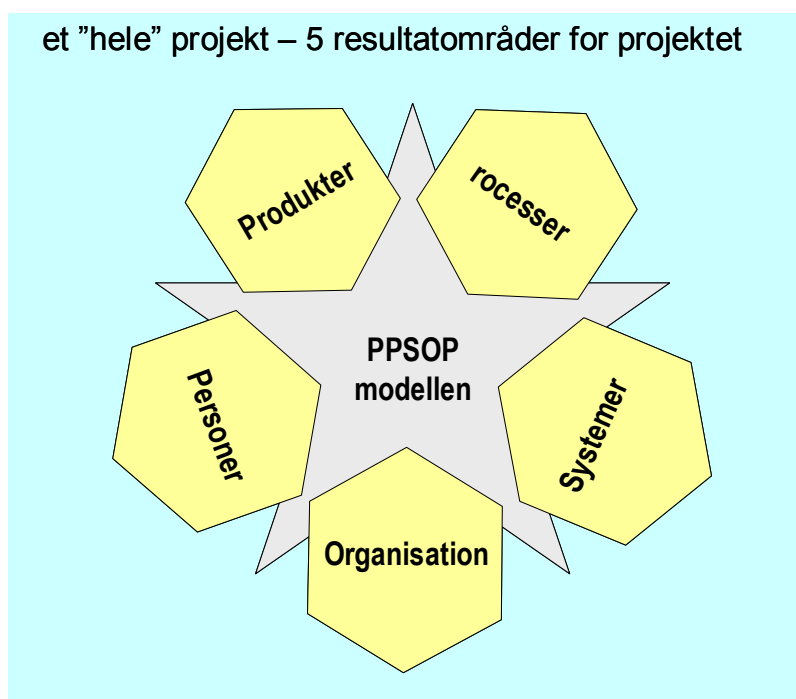 et ”hele” projekt – 5 resultatområder for projektet
Produkter
rocesser
PPSOP
modellen
Personer
Systemer
Organisation